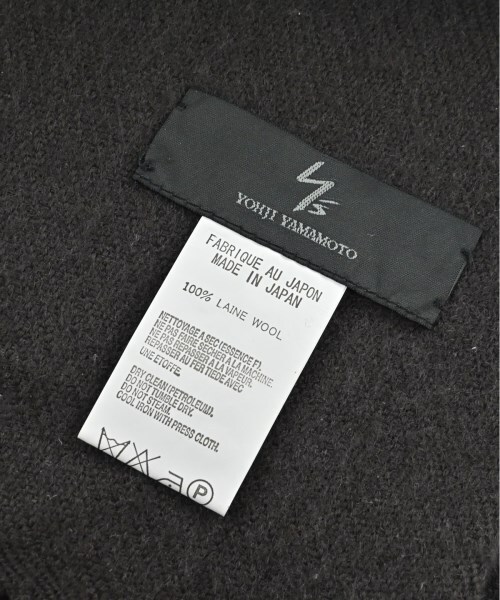 Y's
YOHJI YAMAMOTO
FABRIQUE AU JAPON
MADE IN JAPAN
100% LAINE WOOL
NETTOYAGE A SEC(ESSENCE F).
NE PAS FAIRE SÉCHER A LA MACHINE.
NE PAS REPASSER A LA VAPEUR.
REPASSER AU FER TIEDE AVEC
UNE ETOFFE.
DRY CLEAN(PETROLEUM).
DO NOT TUMBLE DRY.
DO NOT STEAM.
COOL IRON WITH PRESS CLOTH.
P